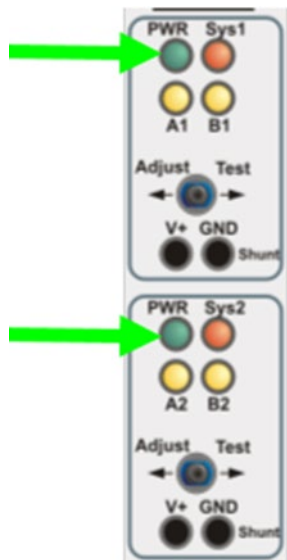 PWR Sys1
A1 B1
Adjust Test
V+ GND
Shunt
PWR Sys2
A2 B2
Adjust Test
V+ GND
Shunt